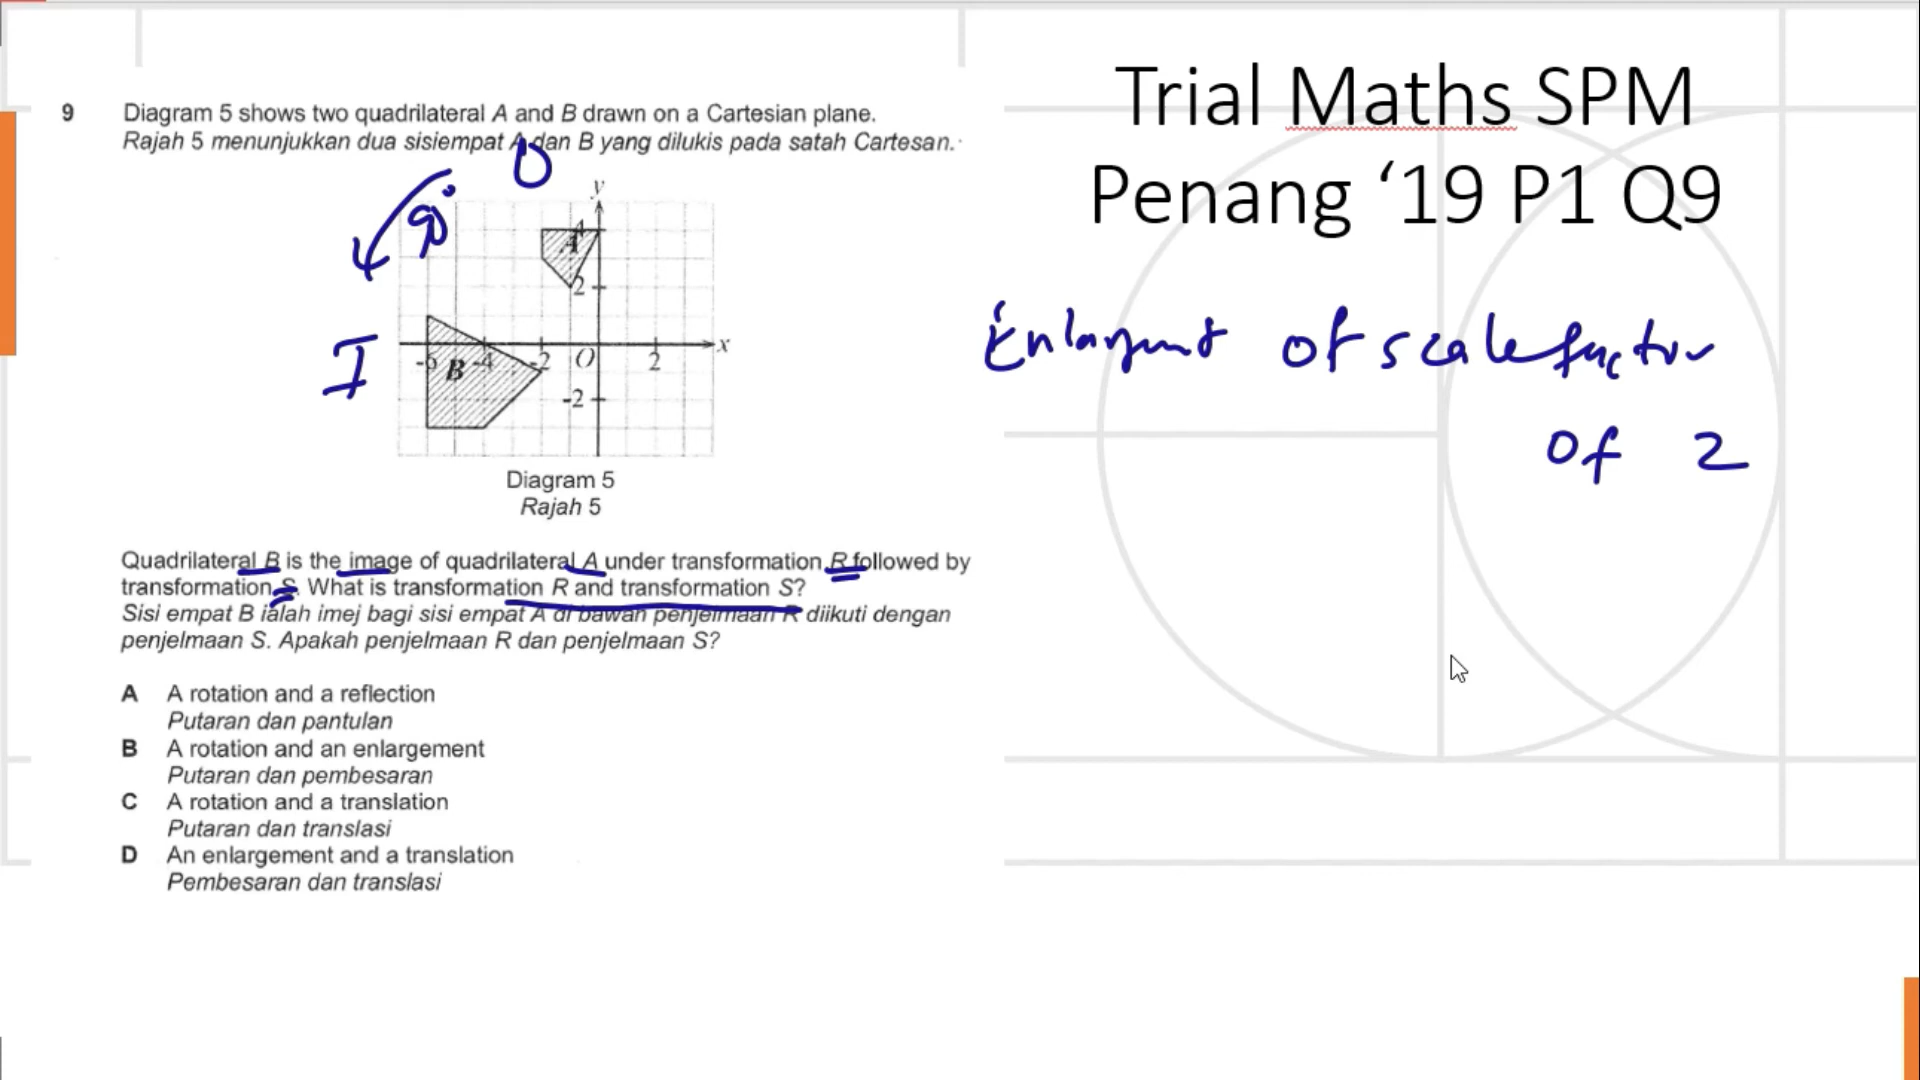 Trial Maths SPM
Penang ‘19 P1 Q9
9 Diagram 5 shows two quadrilateral A and B drawn on a Cartesian plane.
Rajah 5 menunjukkan dua sisiempat A dan B yang dilukis pada satah Cartesan.
O
90°
I
y
4
A
2
-6 -4 -2 O 2 x
B
-2
Diagram 5
Rajah 5
Quadrilateral B is the image of quadrilateral A under transformation R followed by
transformation S. What is transformation R and transformation S?
Sisi empat B ialah imej bagi sisi empat A di bawah penjelmaan R diikuti dengan
penjelmaan S. Apakah penjelmaan R dan penjelmaan S?
A A rotation and a reflection
Putaran dan pantulan
B A rotation and an enlargement
Putaran dan pembesaran
C A rotation and a translation
Putaran dan translasi
D An enlargement and a translation
Pembesaran dan translasi
Enlargment of scale factor
of 2